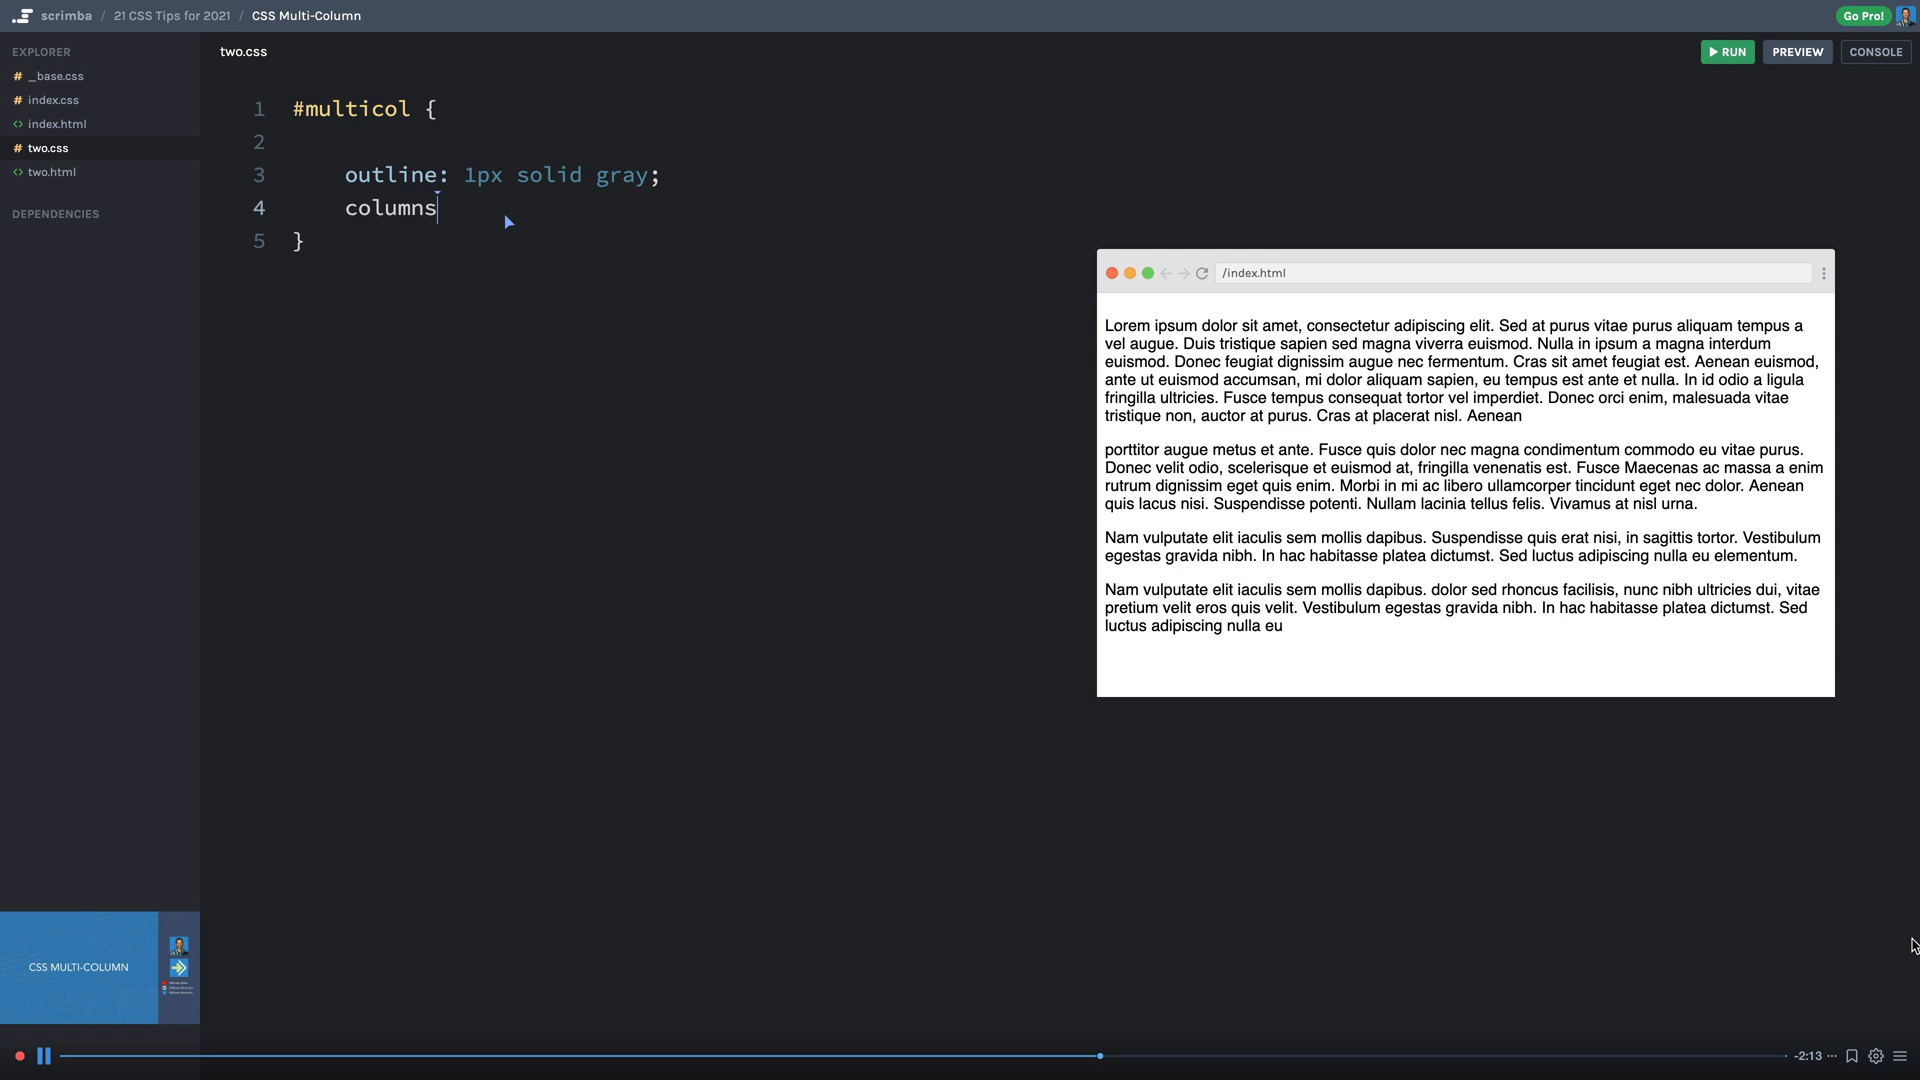 scrimba / 21 CSS Tips for 2021 / CSS Multi-Column
Go Pro!
EXPLORER
# _base.css
# index.css
<> index.html
# two.css
<> two.html
DEPENDENCIES
two.css
RUN
PREVIEW
CONSOLE
1 #multicol {
2
3 outline: 1px solid gray;
4 columns
5 }
/index.html
Lorem ipsum dolor sit amet, consectetur adipiscing elit. Sed at purus vitae purus aliquam tempus a
vel augue. Duis tristique sapien sed magna viverra euismod. Nulla in ipsum a magna interdum
euismod. Donec feugiat dignissim augue nec fermentum. Cras sit amet feugiat est. Aenean euismod,
ante ut euismod accumsan, mi dolor aliquam sapien, eu tempus est ante et nulla. In id odio a ligula
fringilla ultricies. Fusce tempus consequat tortor vel imperdiet. Donec orci enim, malesuada vitae
tristique non, auctor at purus. Cras at placerat nisl. Aenean
porttitor augue metus et ante. Fusce quis dolor nec magna condimentum commodo eu vitae purus.
Donec velit odio, scelerisque et euismod at, fringilla venenatis est. Fusce Maecenas ac massa a enim
rutrum dignissim eget quis enim. Morbi in mi ac libero ullamcorper tincidunt eget nec dolor. Aenean
quis lacus nisi. Suspendisse potenti. Nullam lacinia tellus felis. Vivamus at nisl urna.
Nam vulputate elit iaculis sem mollis dapibus. Suspendisse quis erat nisi, in sagittis tortor. Vestibulum
egestas gravida nibh. In hac habitasse platea dictumst. Sed luctus adipiscing nulla eu elementum.
Nam vulputate elit iaculis sem mollis dapibus. dolor sed rhoncus facilisis, nunc nibh ultricies dui, vitae
pretium velit eros quis velit. Vestibulum egestas gravida nibh. In hac habitasse platea dictumst. Sed
luctus adipiscing nulla eu
CSS MULTI-COLUMN
-2:13